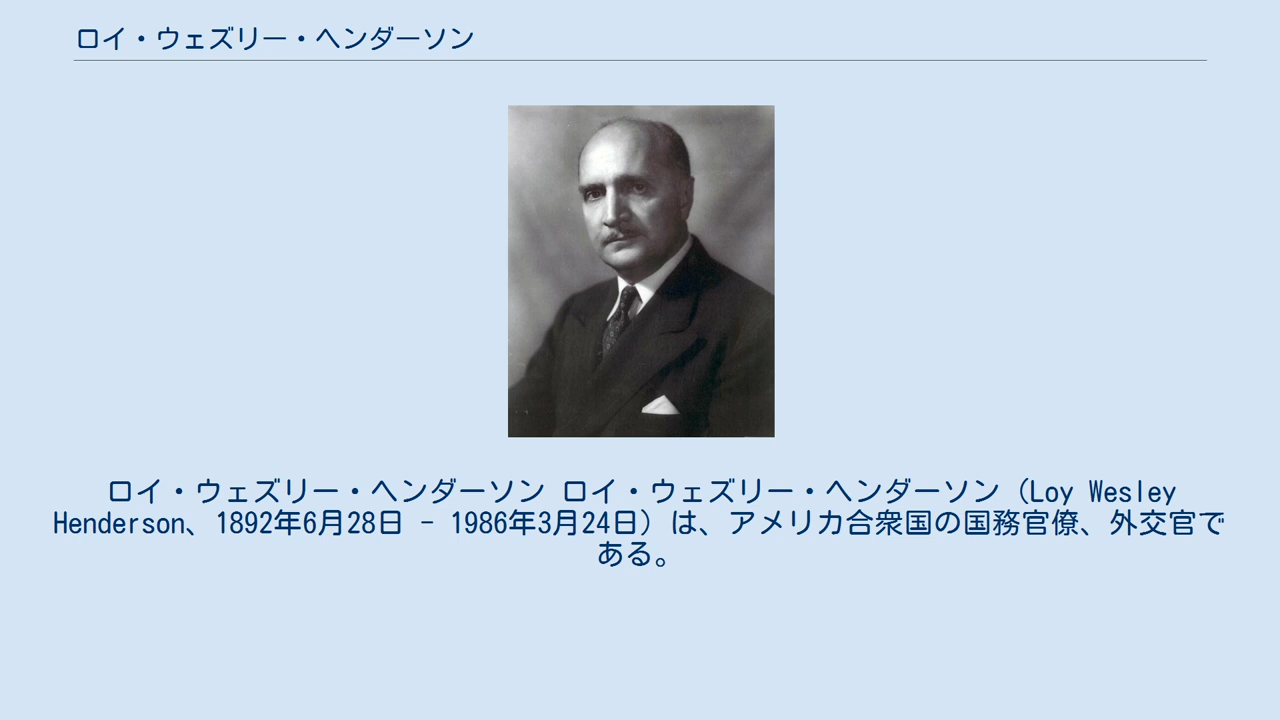 ロイ・ウェズリー・ヘンダーソン
ロイ・ウェズリー・ヘンダーソン ロイ・ウェズリー・ヘンダーソン（Loy Wesley
Henderson、1892年6月28日 - 1986年3月24日）は、アメリカ合衆国の国務官僚、外交官で
ある。